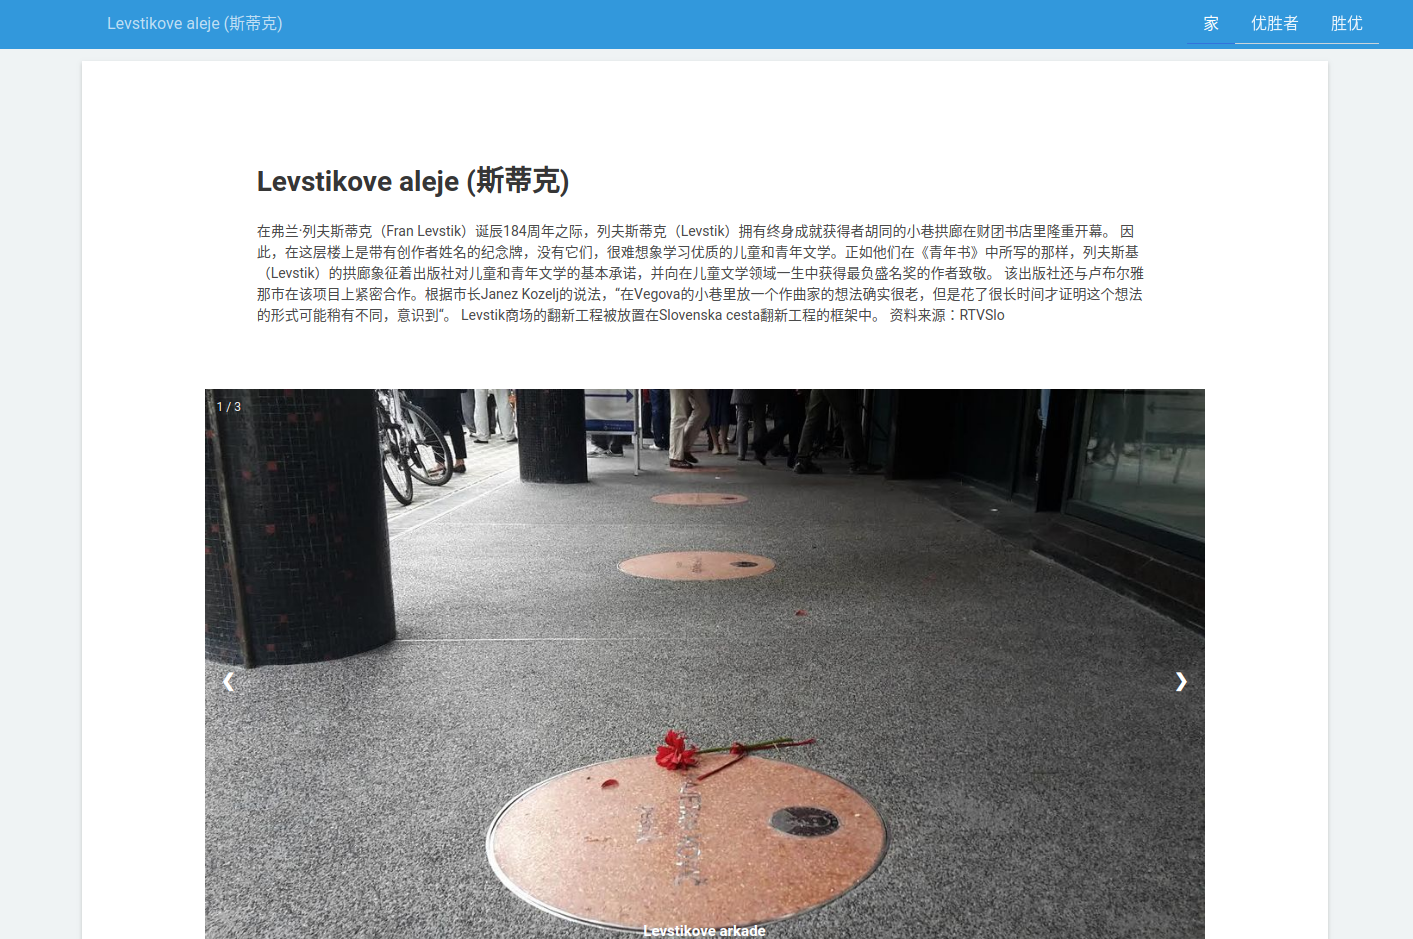 Levstikove aleje (斯蒂克)
家 优胜者 胜优
Levstikove aleje (斯蒂克)
在弗兰·列夫斯蒂克（Fran Levstik）诞辰184周年之际，列夫斯蒂克（Levstik）拥有终身成就获得者胡同的小巷拱廊在财团书店里隆重开幕。 因
此，在这层楼上是带有创作者姓名的纪念牌，没有它们，很难想象学习优质的儿童和青年文学。正如他们在《青年书》中所写的那样，列夫斯基
（Levstik）的拱廊象征着出版社对儿童和青年文学的基本承诺，并向在儿童文学领域一生中获得最负盛名奖的作者致敬。 该出版社还与卢布尔雅
那市在该项目上紧密合作。根据市长Janez Kozelj的说法，“在Vegova的小巷里放一个作曲家的想法确实很老，但是花了很长时间才证明这个想法
的形式可能稍有不同，意识到“。 Levstik商场的翻新工程被放置在Slovenska cesta翻新工程的框架中。 资料来源：RTVSlo
1 / 3
❮ ❯
Levstikove arkade